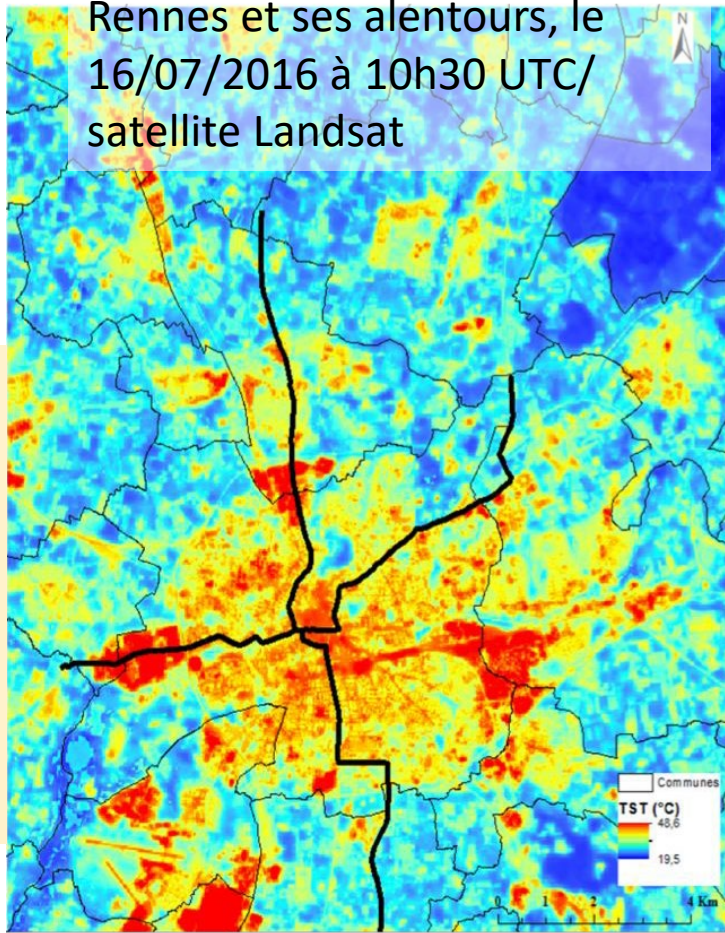 Rennes et ses alentours, le
16/07/2016 à 10h30 UTC/
satellite Landsat
N
Communes
TST (°C)
48,6
19,5
0 1 2 4 Km